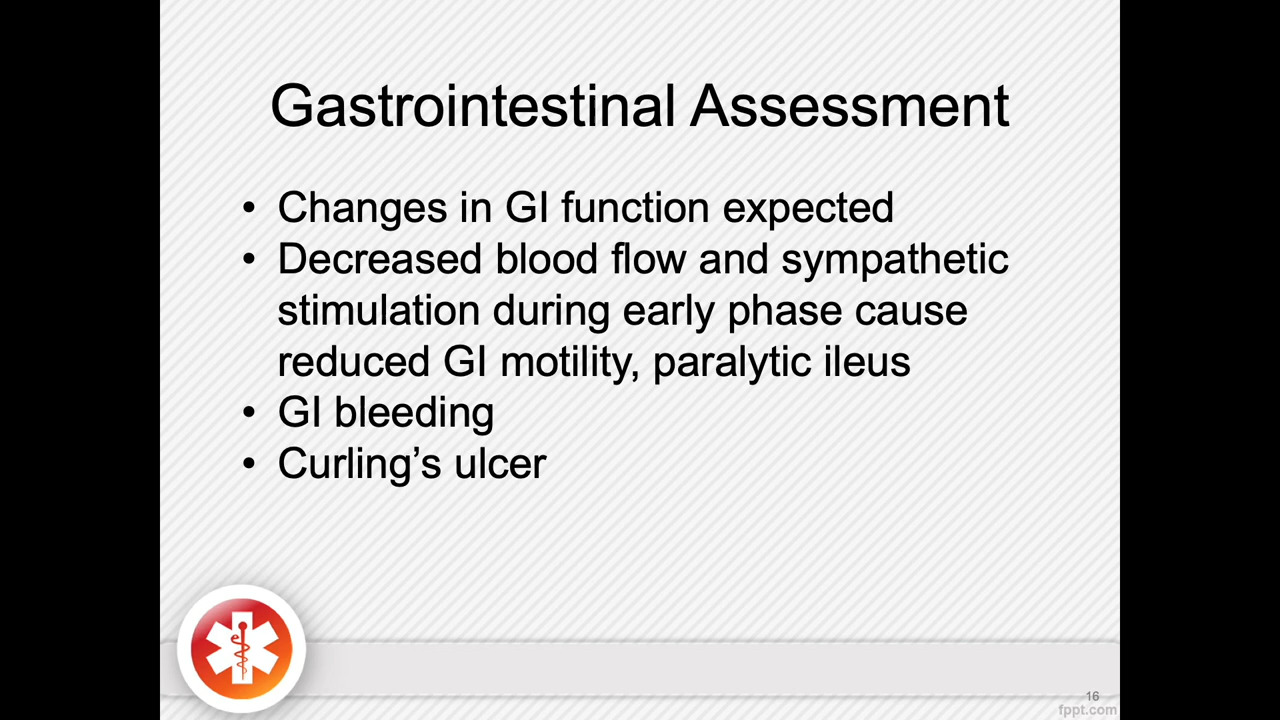 Gastrointestinal Assessment
• Changes in GI function expected
• Decreased blood flow and sympathetic
stimulation during early phase cause
reduced GI motility, paralytic ileus
• GI bleeding
• Curling’s ulcer
16
fppt.com